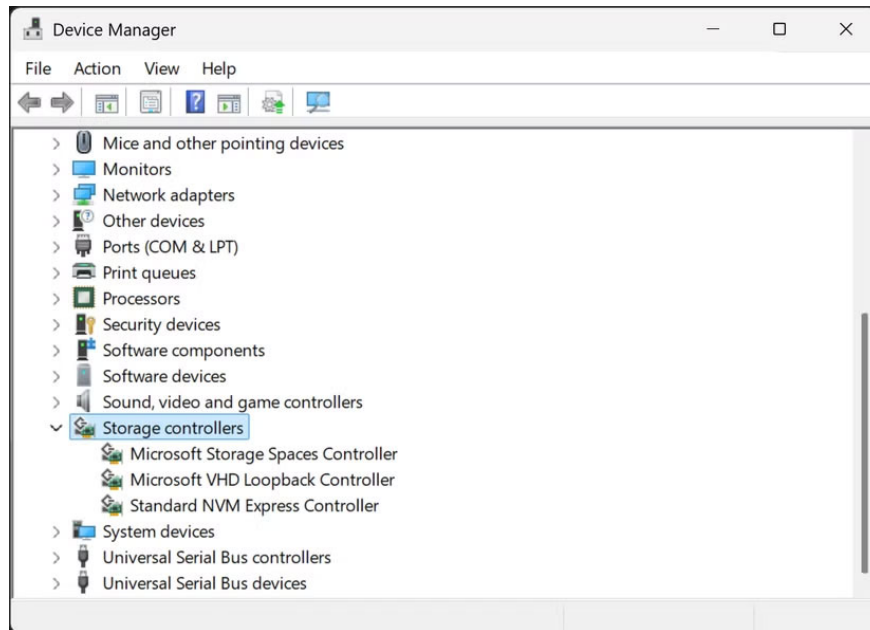 Device Manager
File Action View Help
Mice and other pointing devices
Monitors
Network adapters
Other devices
Ports (COM & LPT)
Print queues
Processors
Security devices
Software components
Software devices
Sound, video and game controllers
Storage controllers
Microsoft Storage Spaces Controller
Microsoft VHD Loopback Controller
Standard NVM Express Controller
System devices
Universal Serial Bus controllers
Universal Serial Bus devices